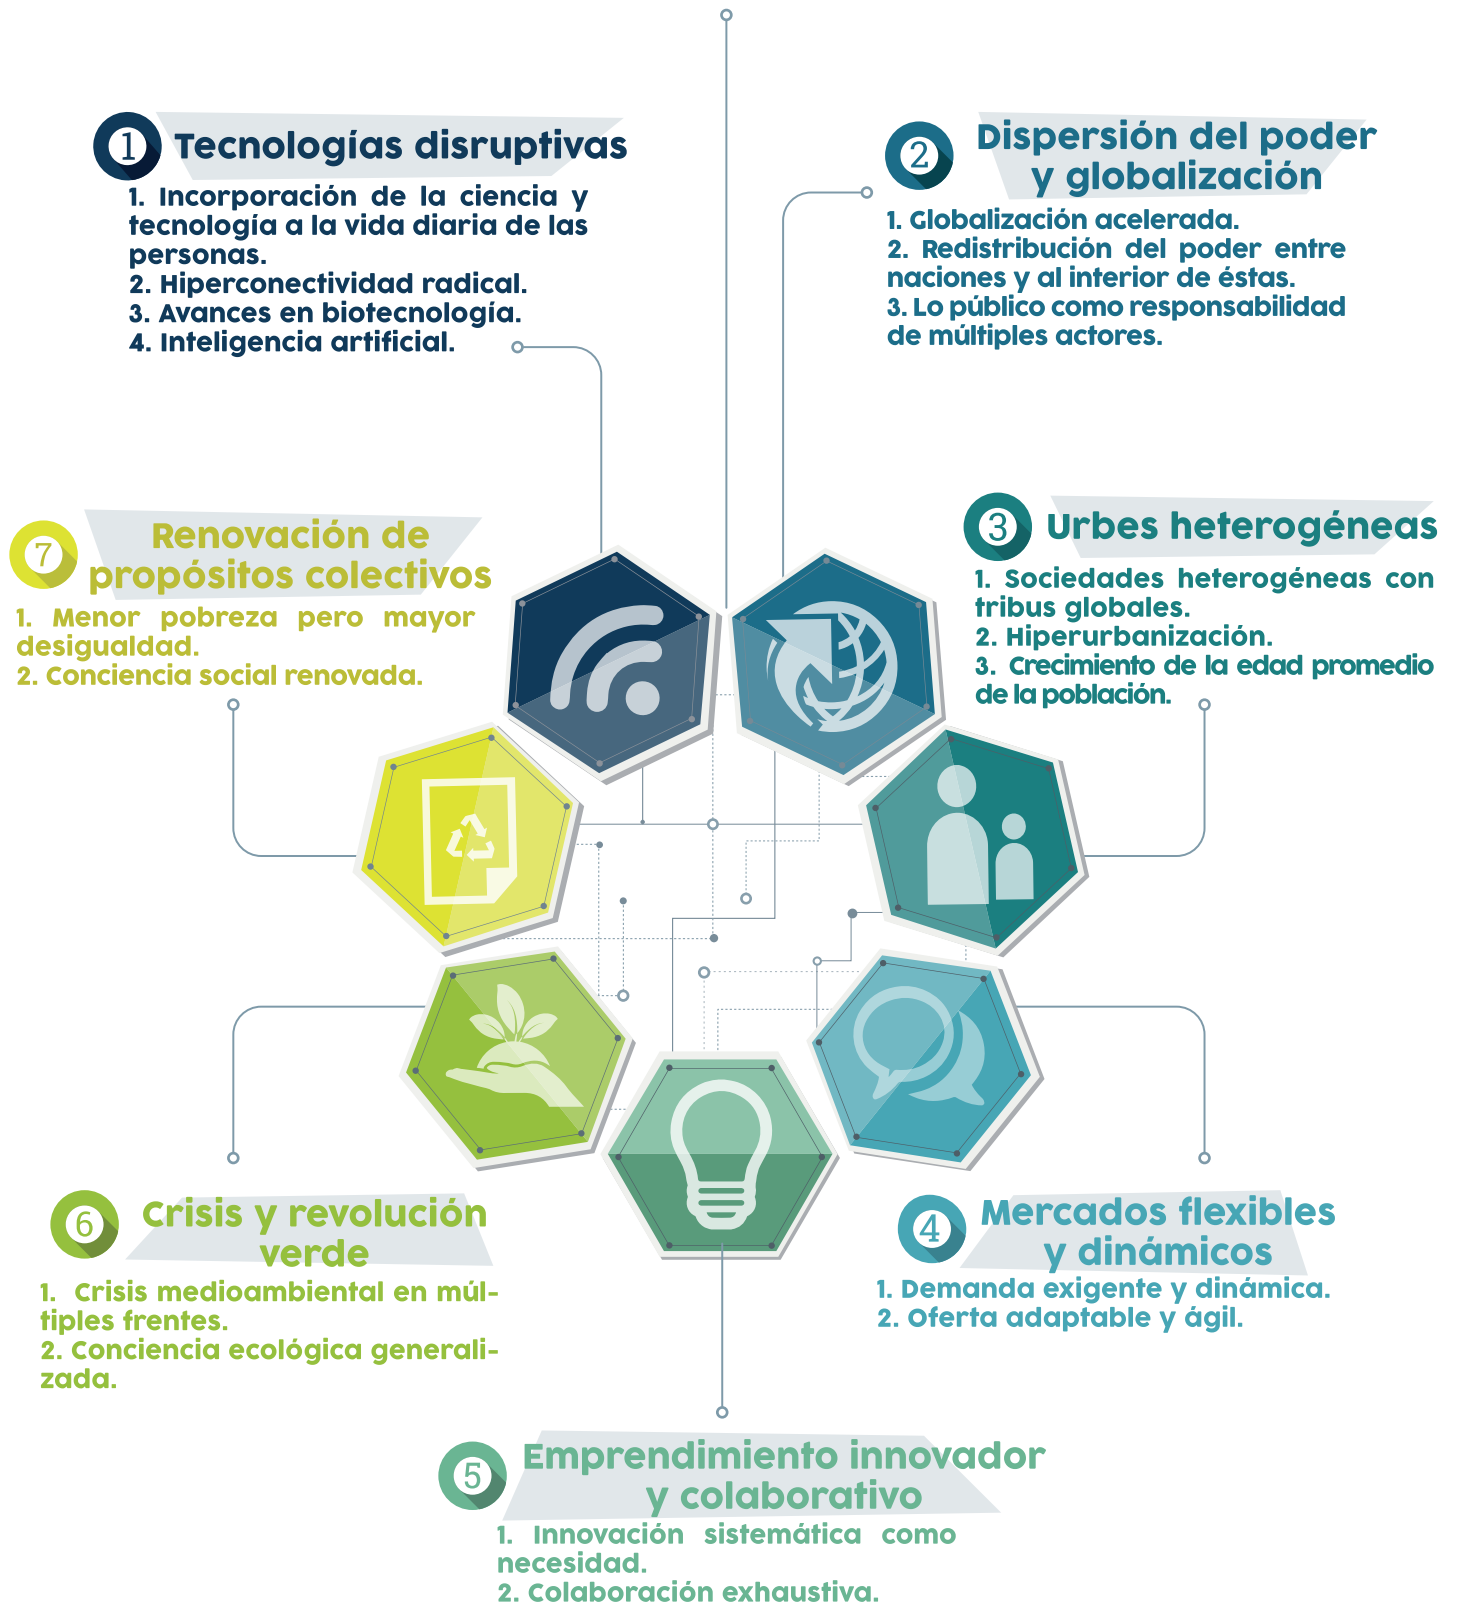 1
Tecnologías disruptivas
1. Incorporación de la ciencia y
tecnología a la vida diaria de las
personas.
2. Hiperconectividad radical.
3. Avances en biotecnología.
4. Inteligencia artificial.
2
Dispersión del poder
y globalización
1. Globalización acelerada.
2. Redistribución del poder entre
naciones y al interior de éstas.
3. Lo público como responsabilidad
de múltiples actores.
3
Urbes heterogéneas
1. Sociedades heterogéneas con
tribus globales.
2. Hiperurbanización.
3. Crecimiento de la edad promedio
de la población.
4
Mercados flexibles
y dinámicos
1. Demanda exigente y dinámica.
2. Oferta adaptable y ágil.
5
Emprendimiento innovador
y colaborativo
1. Innovación sistemática como
necesidad.
2. Colaboración exhaustiva.
6
Crisis y revolución
verde
1. Crisis medioambiental en múl-
tiples frentes.
2. Conciencia ecológica generali-
zada.
7
Renovación de
propósitos colectivos
1. Menor pobreza pero mayor
desigualdad.
2. Conciencia social renovada.